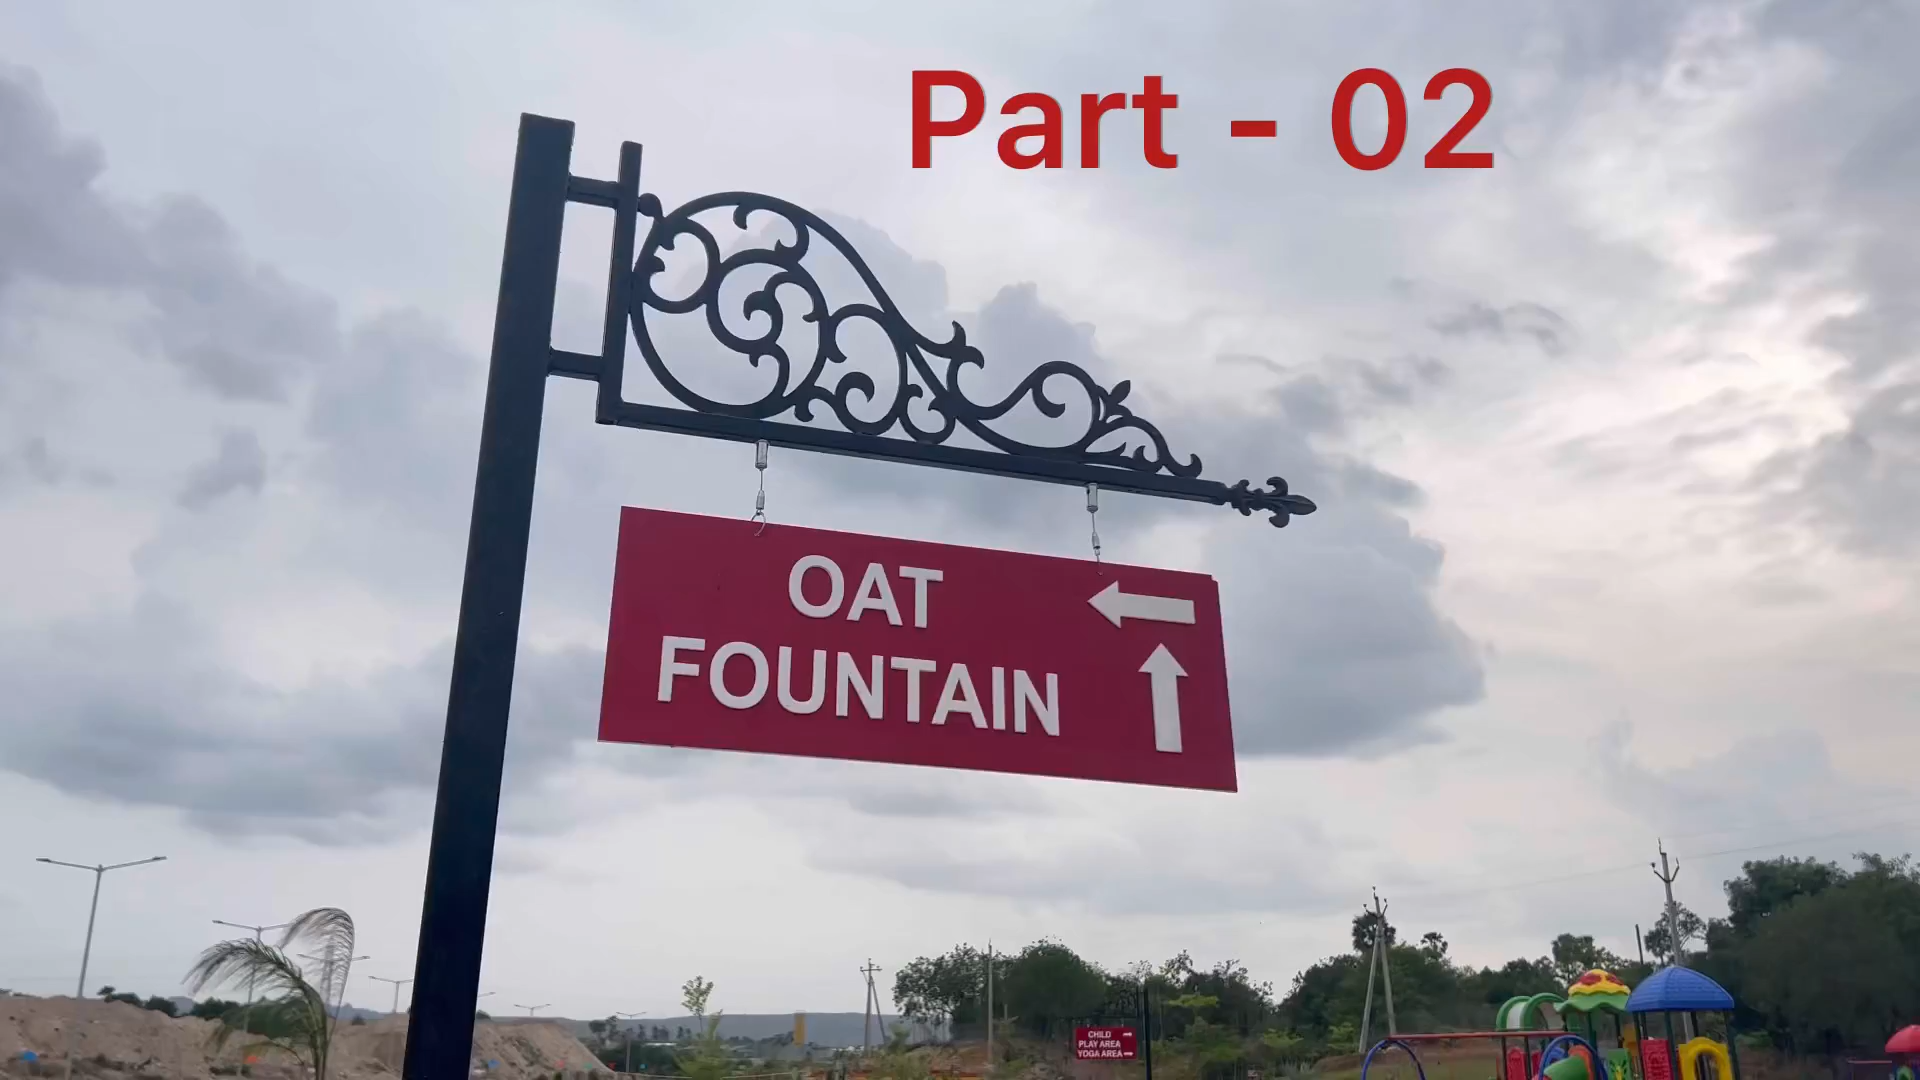 Part - 02
OAT
FOUNTAIN
CHILD
PLAY AREA
YOGA AREA